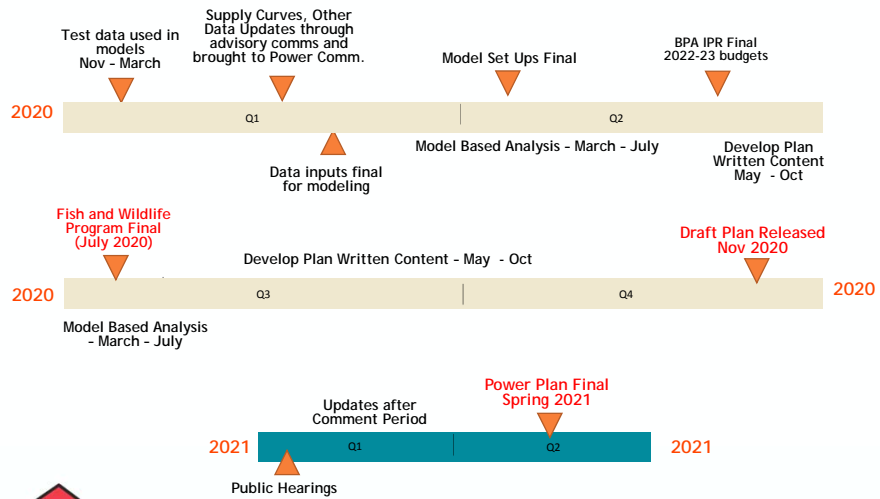 Test data used in
models
Nov - March
Supply Curves, Other
Data Updates through
advisory comms and
brought to Power Comm.
Model Set Ups Final
BPA IPR Final
2022-23 budgets
2020
Q1
Q2
Data inputs final
for modeling
Model Based Analysis - March - July
Develop Plan
Written Content
May - Oct
Fish and Wildlife
Program Final
(July 2020)
Develop Plan Written Content - May - Oct
Draft Plan Released
Nov 2020
2020
Q3
Q4
2020
Model Based Analysis
- March - July
Updates after
Comment Period
Power Plan Final
Spring 2021
2021
Q1
Q2
2021
Public Hearings